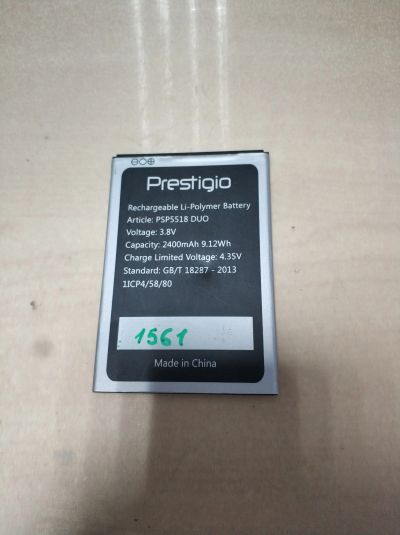 Prestigio
Rechargeable Li-Polymer Battery
Article: PSP5518 DUO
Voltage: 3.8V
Capacity: 2400mAh 9.12Wh
Charge Limited Voltage: 4.35V
Standard: GB/T 18287 - 2013
1ICP4/58/80
1561
Made in China